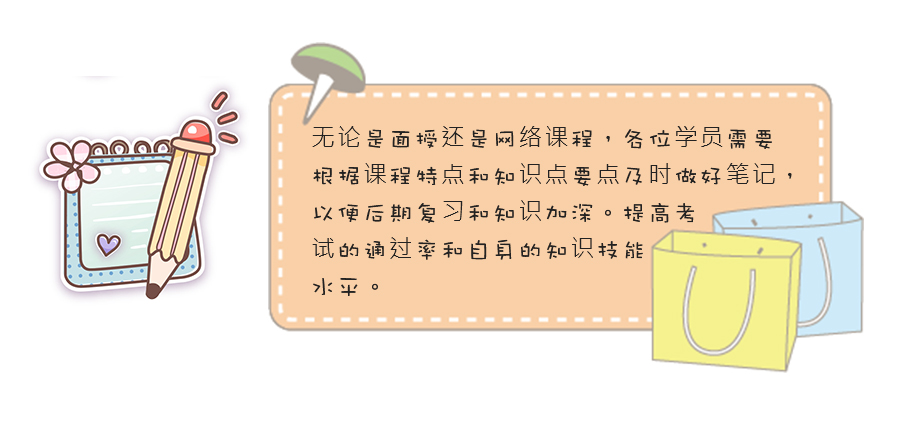 无论是面授还是网络课程，各位学员需要
根据课程特点和知识点要点及时做好笔记，
以便后期复习和知识加深。提高考
试的通过率和自身的知识技能
水平。